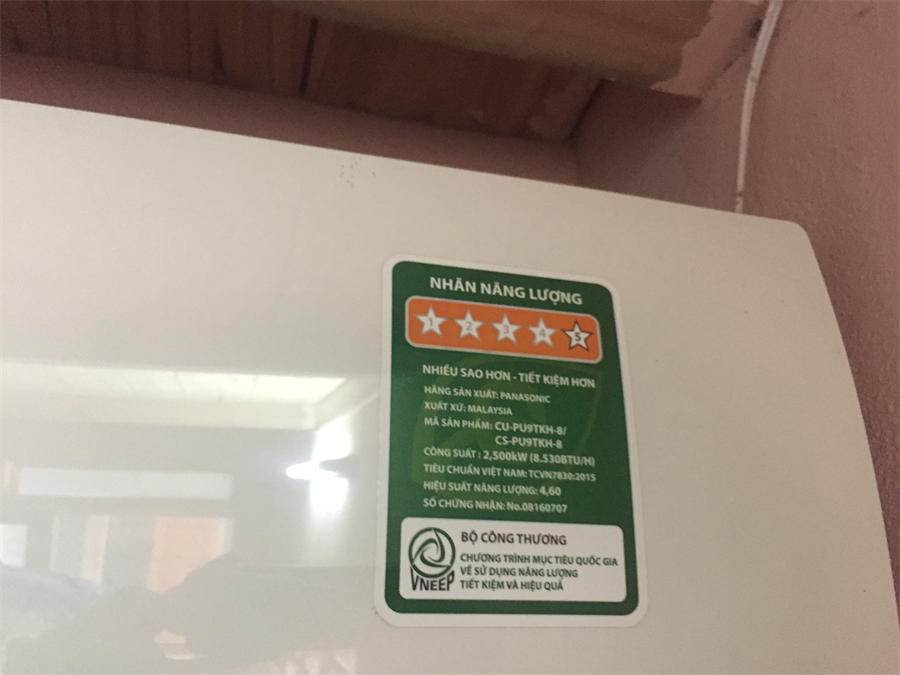 NHÃN NĂNG LƯỢNG
1 2 3 4 5
NHIỀU SAO HƠN - TIẾT KIỆM HƠN
HÃNG SẢN XUẤT: PANASONIC
XUẤT XỨ: MALAYSIA
MÃ SẢN PHẨM: CU-PU9TKH-8/
CS-PU9TKH-8
CÔNG SUẤT : 2,500kW (8.530BTU/H)
TIÊU CHUẨN VIỆT NAM: TCVN7830:2015
HIỆU SUẤT NĂNG LƯỢNG: 4,60
SỐ CHỨNG NHẬN: No.08160707
BỘ CÔNG THƯƠNG
CHƯƠNG TRÌNH MỤC TIÊU QUỐC GIA
VỀ SỬ DỤNG NĂNG LƯỢNG
TIẾT KIỆM VÀ HIỆU QUẢ
VNEEP